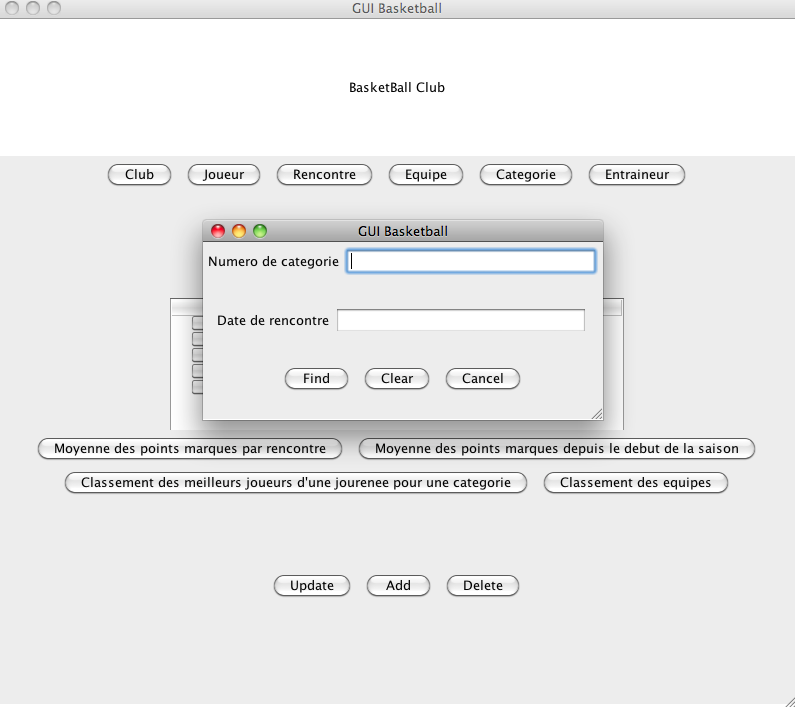 GUI Basketball
BasketBall Club
Club Joueur Rencontre Equipe Categorie Entraineur
GUI Basketball
Numero de categorie
Date de rencontre
Find Clear Cancel
Moyenne des points marques par rencontre Moyenne des points marques depuis le debut de la saison
Classement des meilleurs joueurs d'une jourenee pour une categorie Classement des equipes
Update Add Delete